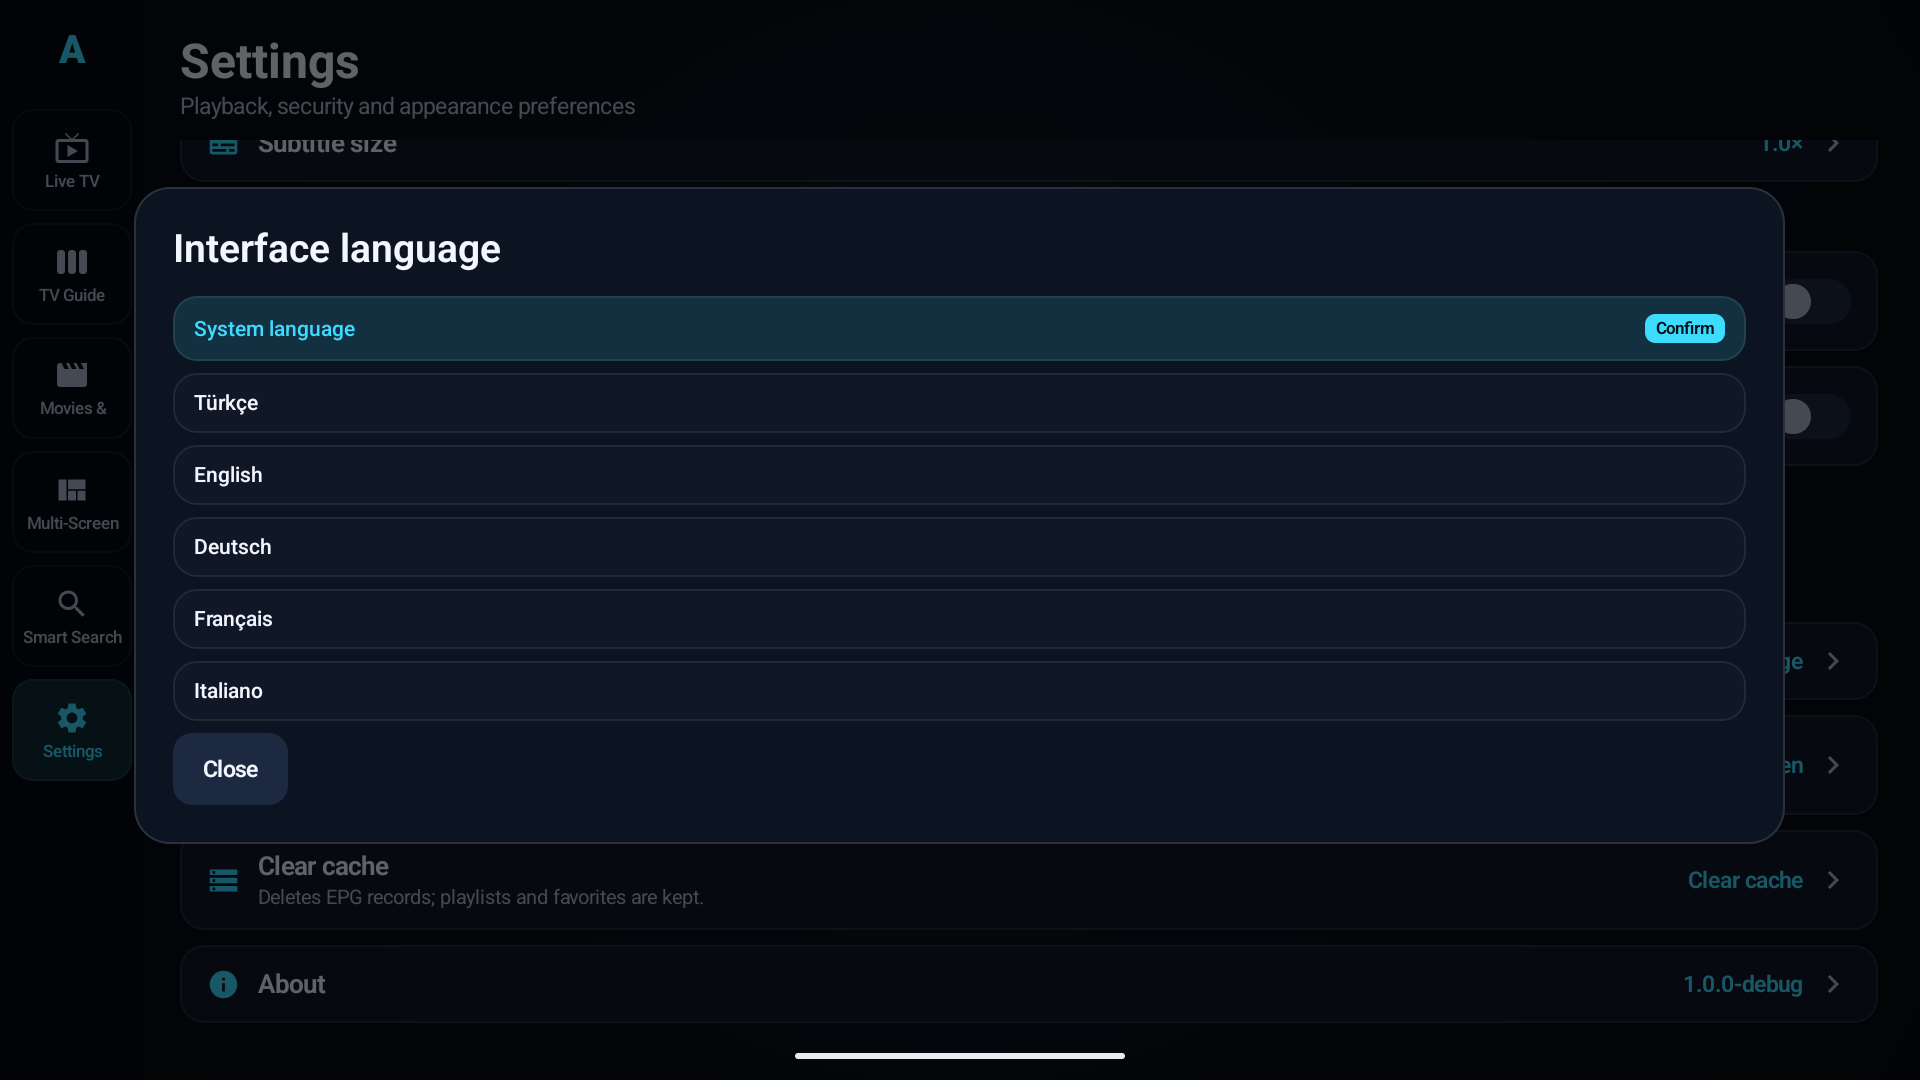 A
Settings
Playback, security and appearance preferences
Live TV
TV Guide
Movies &
Multi-Screen
Smart Search
Settings
Subtitle size
1.0×
Interface language
System language
Confirm
Türkçe
English
Deutsch
Français
Italiano
Close
Clear cache
Deletes EPG records; playlists and favorites are kept.
Clear cache
About
1.0.0-debug